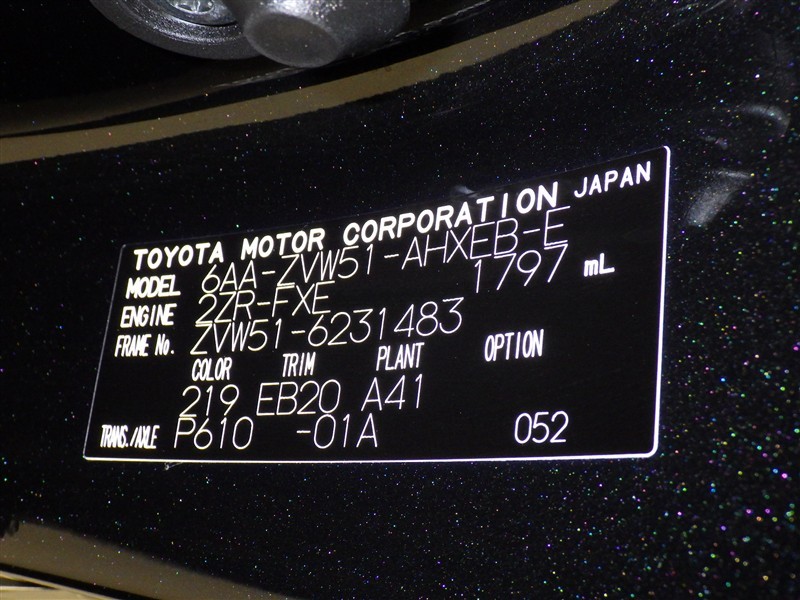 TOYOTA MOTOR CORPORATION JAPAN
MODEL 6AA-ZVW51-AHXEB-E
ENGINE 2ZR-FXE 1797 mL
FRAME No. ZVW51-6231483
COLOR TRIM PLANT OPTION
219 EB20 A41
TRANS./AXLE P610 -01A 052